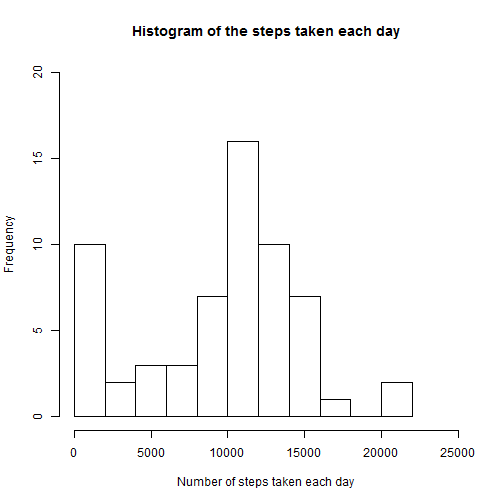 Histogram of the steps taken each day
Frequency
20
15
10
5
0
0 5000 10000 15000 20000 25000
Number of steps taken each day